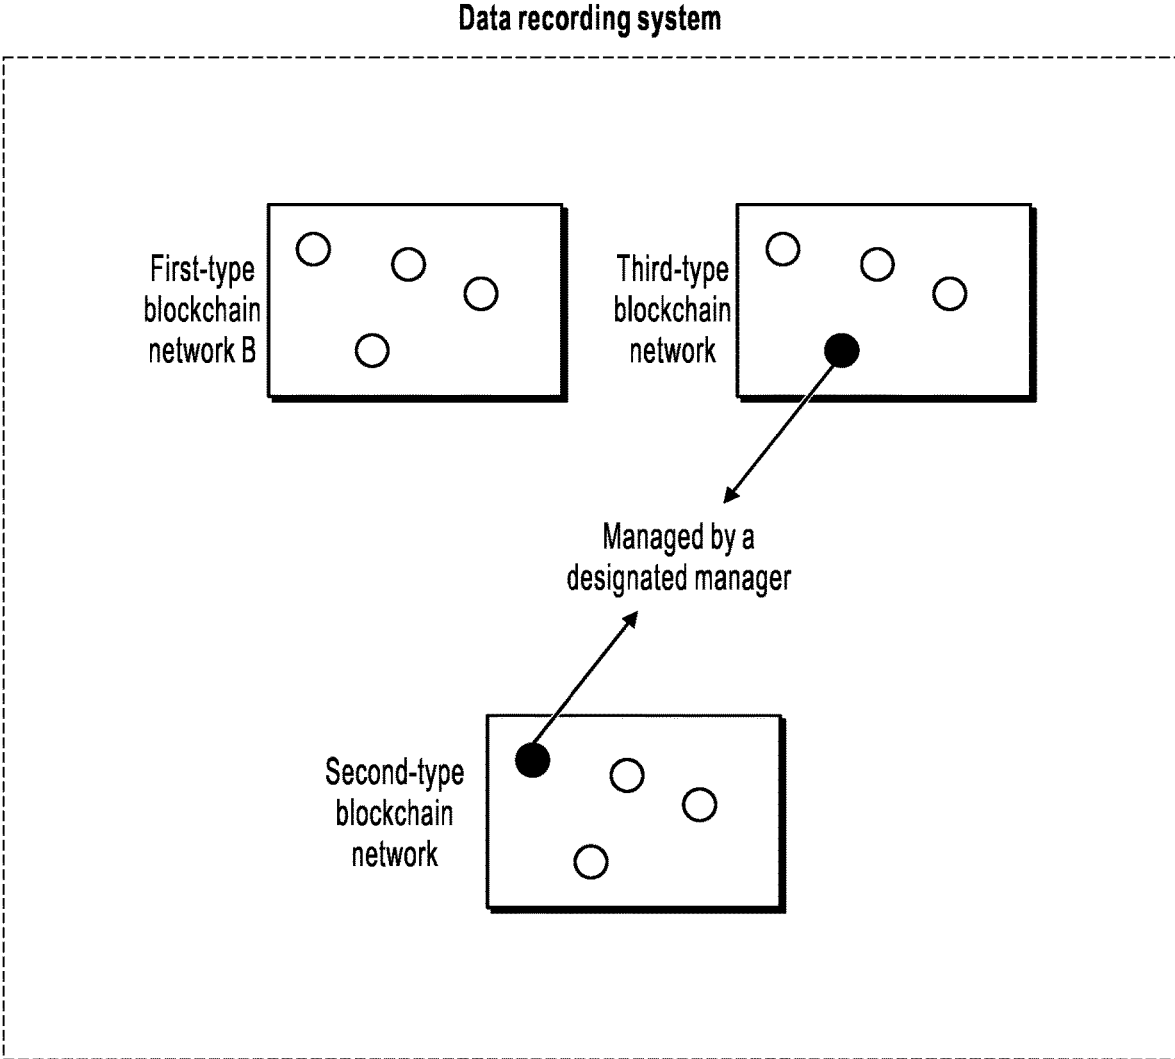 Data recording system
First-type
blockchain
network B
Third-type
blockchain
network
Managed by a
designated manager
Second-type
blockchain
network